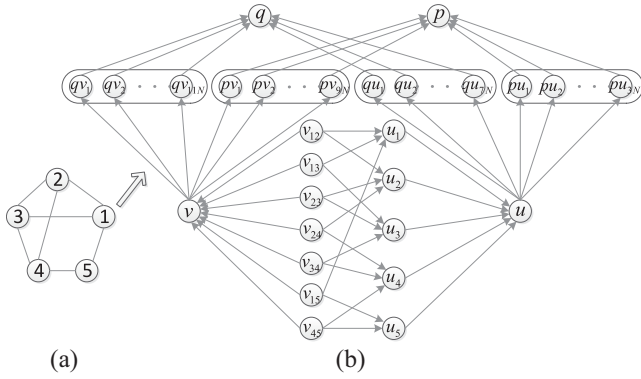 q p
qv₁ qv₂ · · · qv₁₁N pv₁ pv₂ · · · pv₉N qu₁ qu₂ · · · qu₇N pu₁ pu₂ · · · pu₃N
v₁₂ u₁
v₁₃
2 u₂
v₂₃
3 1 v u
v₂₄ u₃
v₃₄
4 5 u₄
v₁₅
v₄₅ u₅
(a) (b)